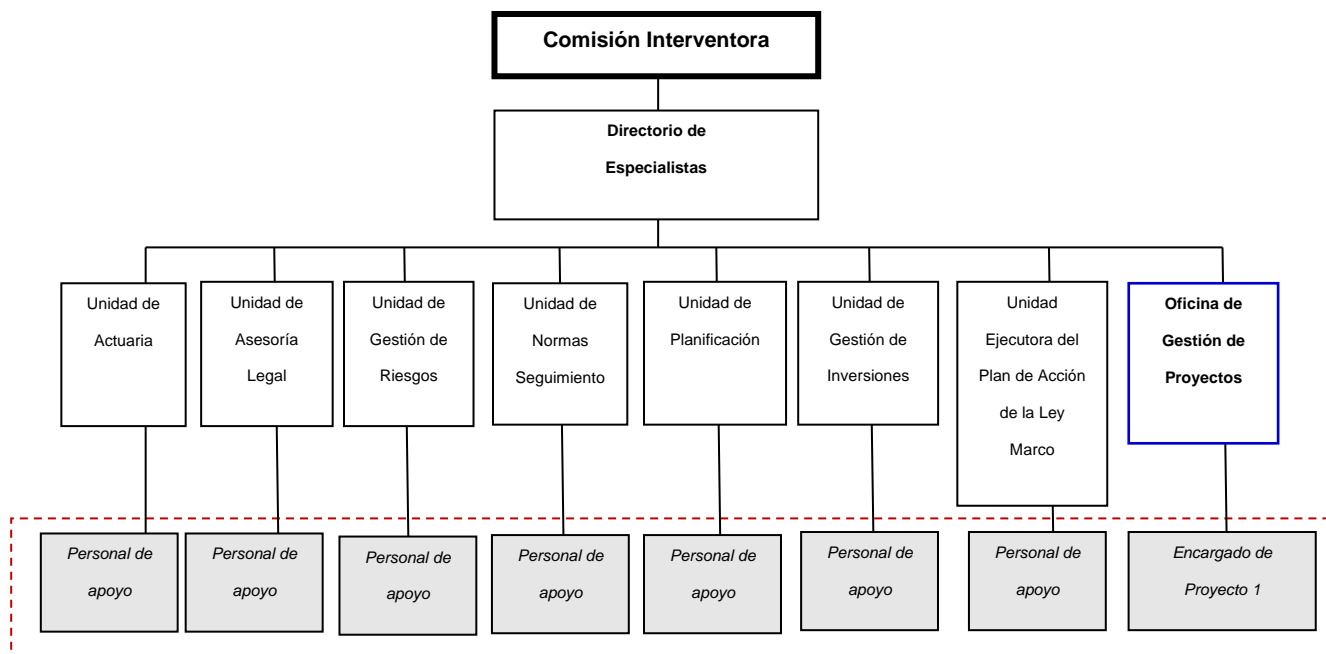 Comisión Interventora
Directorio de
Especialistas
Unidad de
Actuaria
Unidad de
Asesoría
Legal
Unidad de
Gestión de
Riesgos
Unidad de
Normas
Seguimiento
Unidad de
Planificación
Unidad de
Gestión de
Inversiones
Unidad
Ejecutora del
Plan de Acción
de la Ley
Marco
Oficina de
Gestión de
Proyectos
Personal de
apoyo
Personal de
apoyo
Personal de
apoyo
Personal de
apoyo
Personal de
apoyo
Personal de
apoyo
Personal de
apoyo
Encargado de
Proyecto 1